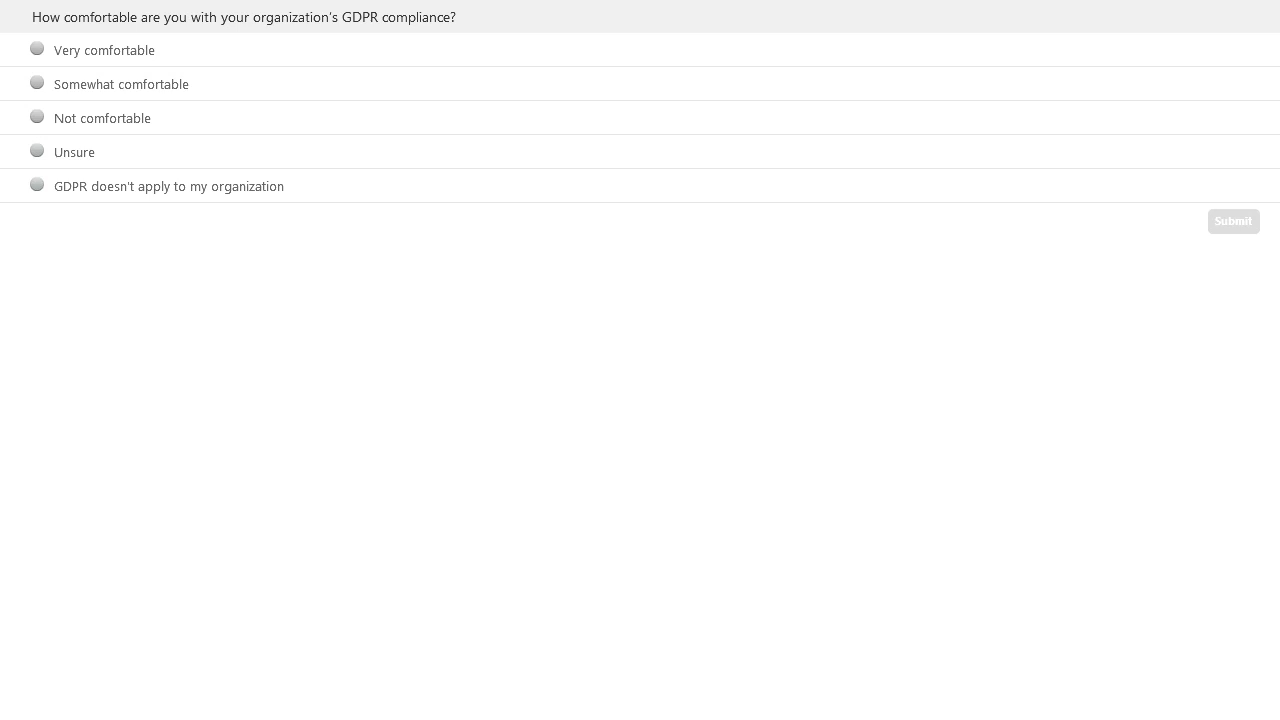 How comfortable are you with your organization's GDPR compliance?
Very comfortable
Somewhat comfortable
Not comfortable
Unsure
GDPR doesn't apply to my organization
Submit